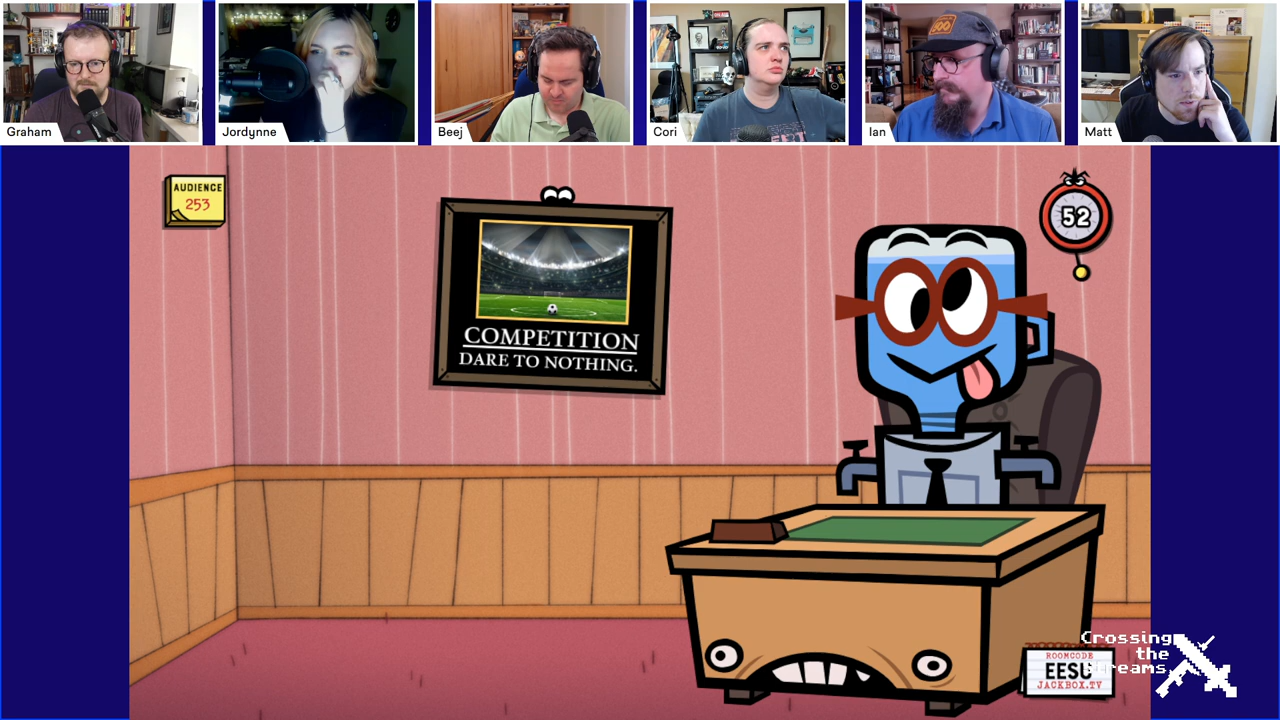 Graham
Jordynne
Beej
Cori
Ian
Matt
AUDIENCE
253
52
COMPETITION
DARE TO NOTHING.
Crossing
the
Streams
ROOMCODE
EESU
JACKBOX.TV